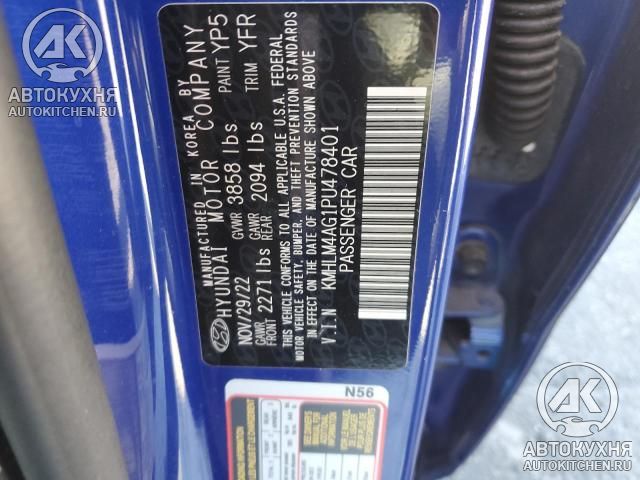 MANUFACTURED IN KOREA BY
HYUNDAI MOTOR COMPANY
NOV/29/22 GVWR 3858 lbs PAINT YP5
GAWR FRONT 2271 lbs GAWR REAR 2094 lbs TRIM YFR
THIS VEHICLE CONFORMS TO ALL APPLICABLE U.S.A. FEDERAL
MOTOR VEHICLE SAFETY, BUMPER, AND THEFT PREVENTION STANDARDS
IN EFFECT ON THE DATE OF MANUFACTURE SHOWN ABOVE
V.I.N KMHLM4AG1PU478401
PASSENGER CAR
N56
АК
АВТОКУХНЯ
AUTOKITCHEN.RU
АК
АВТОКУХНЯ
AUTOKITCHEN.RU